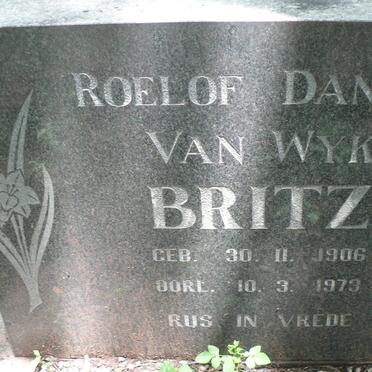 ROELOF DAN
VAN WYK
BRITZ
GEB. 30. 11. 1906
OORL. 10. 3. 1973
RUS IN VREDE